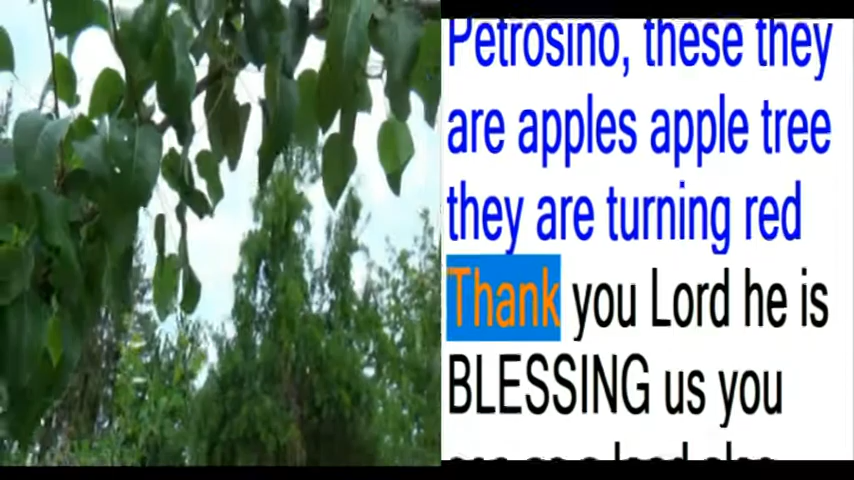 Petrosino, these they
are apples apple tree
they are turning red
Thank you Lord he is
BLESSING us you